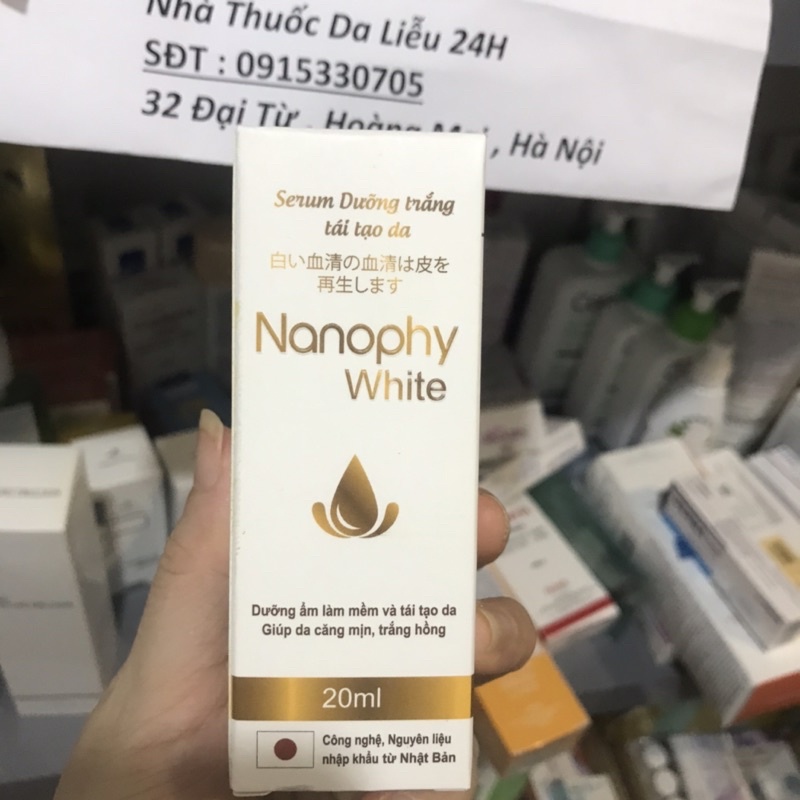 Nhà Thuốc Da Liễu 24H
SĐT : 0915330705
32 Đại Từ , Hoàng Mai , Hà Nội
Serum Dưỡng trắng
tái tạo da
白い血清の血清は皮を
再生します
Nanophy
White
Dưỡng ẩm làm mềm và tái tạo da
Giúp da căng mịn, trắng hồng
20ml
Công nghệ, Nguyên liệu
nhập khẩu từ Nhật Bản